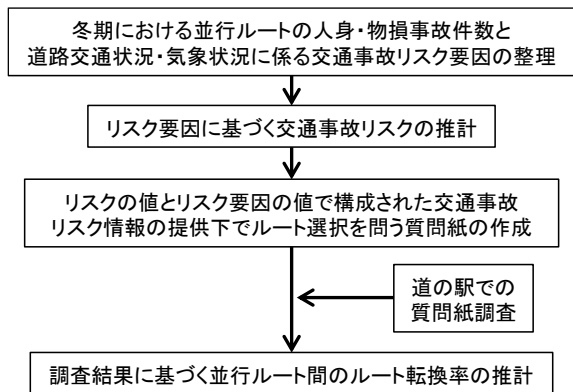 冬期における並行ルートの人身・物損事故件数と
道路交通状況・気象状況に係る交通事故リスク要因の整理
リスク要因に基づく交通事故リスクの推計
リスクの値とリスク要因の値で構成された交通事故
リスク情報の提供下でルート選択を問う質問紙の作成
道の駅での
質問紙調査
調査結果に基づく並行ルート間のルート転換率の推計